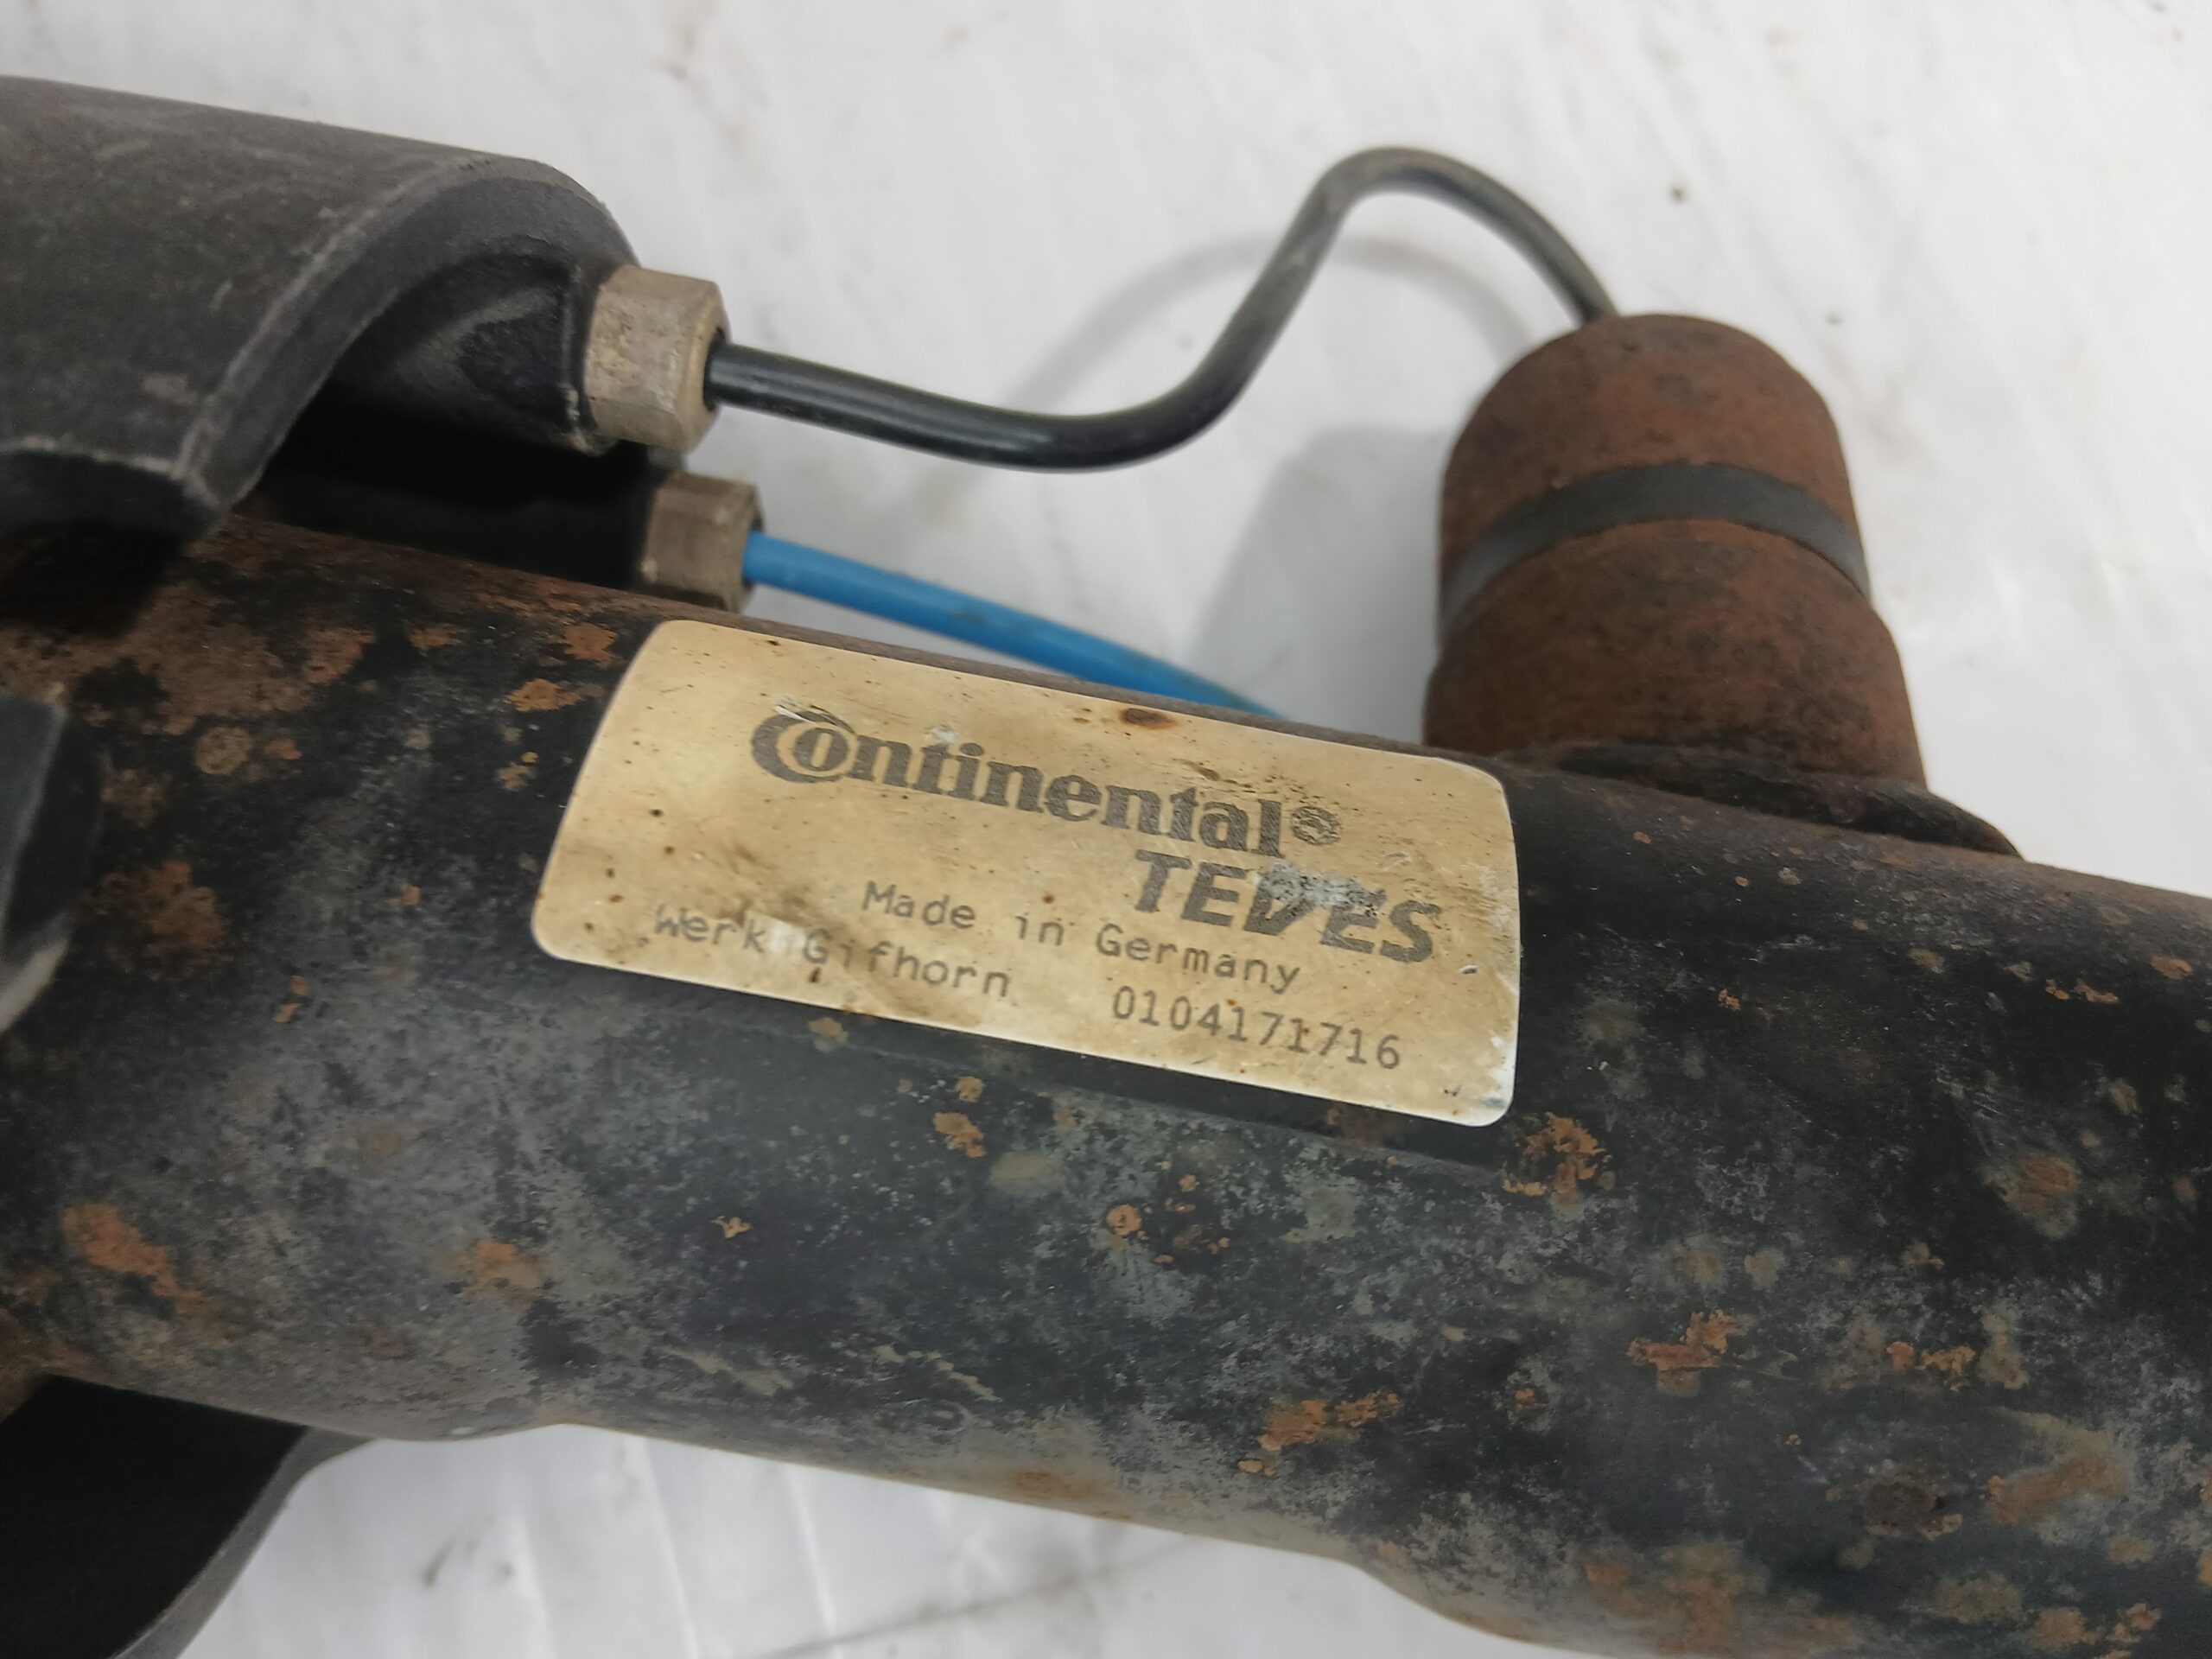 Continental®
TEVES
Made in Germany
Werk Gifhorn 0104171716